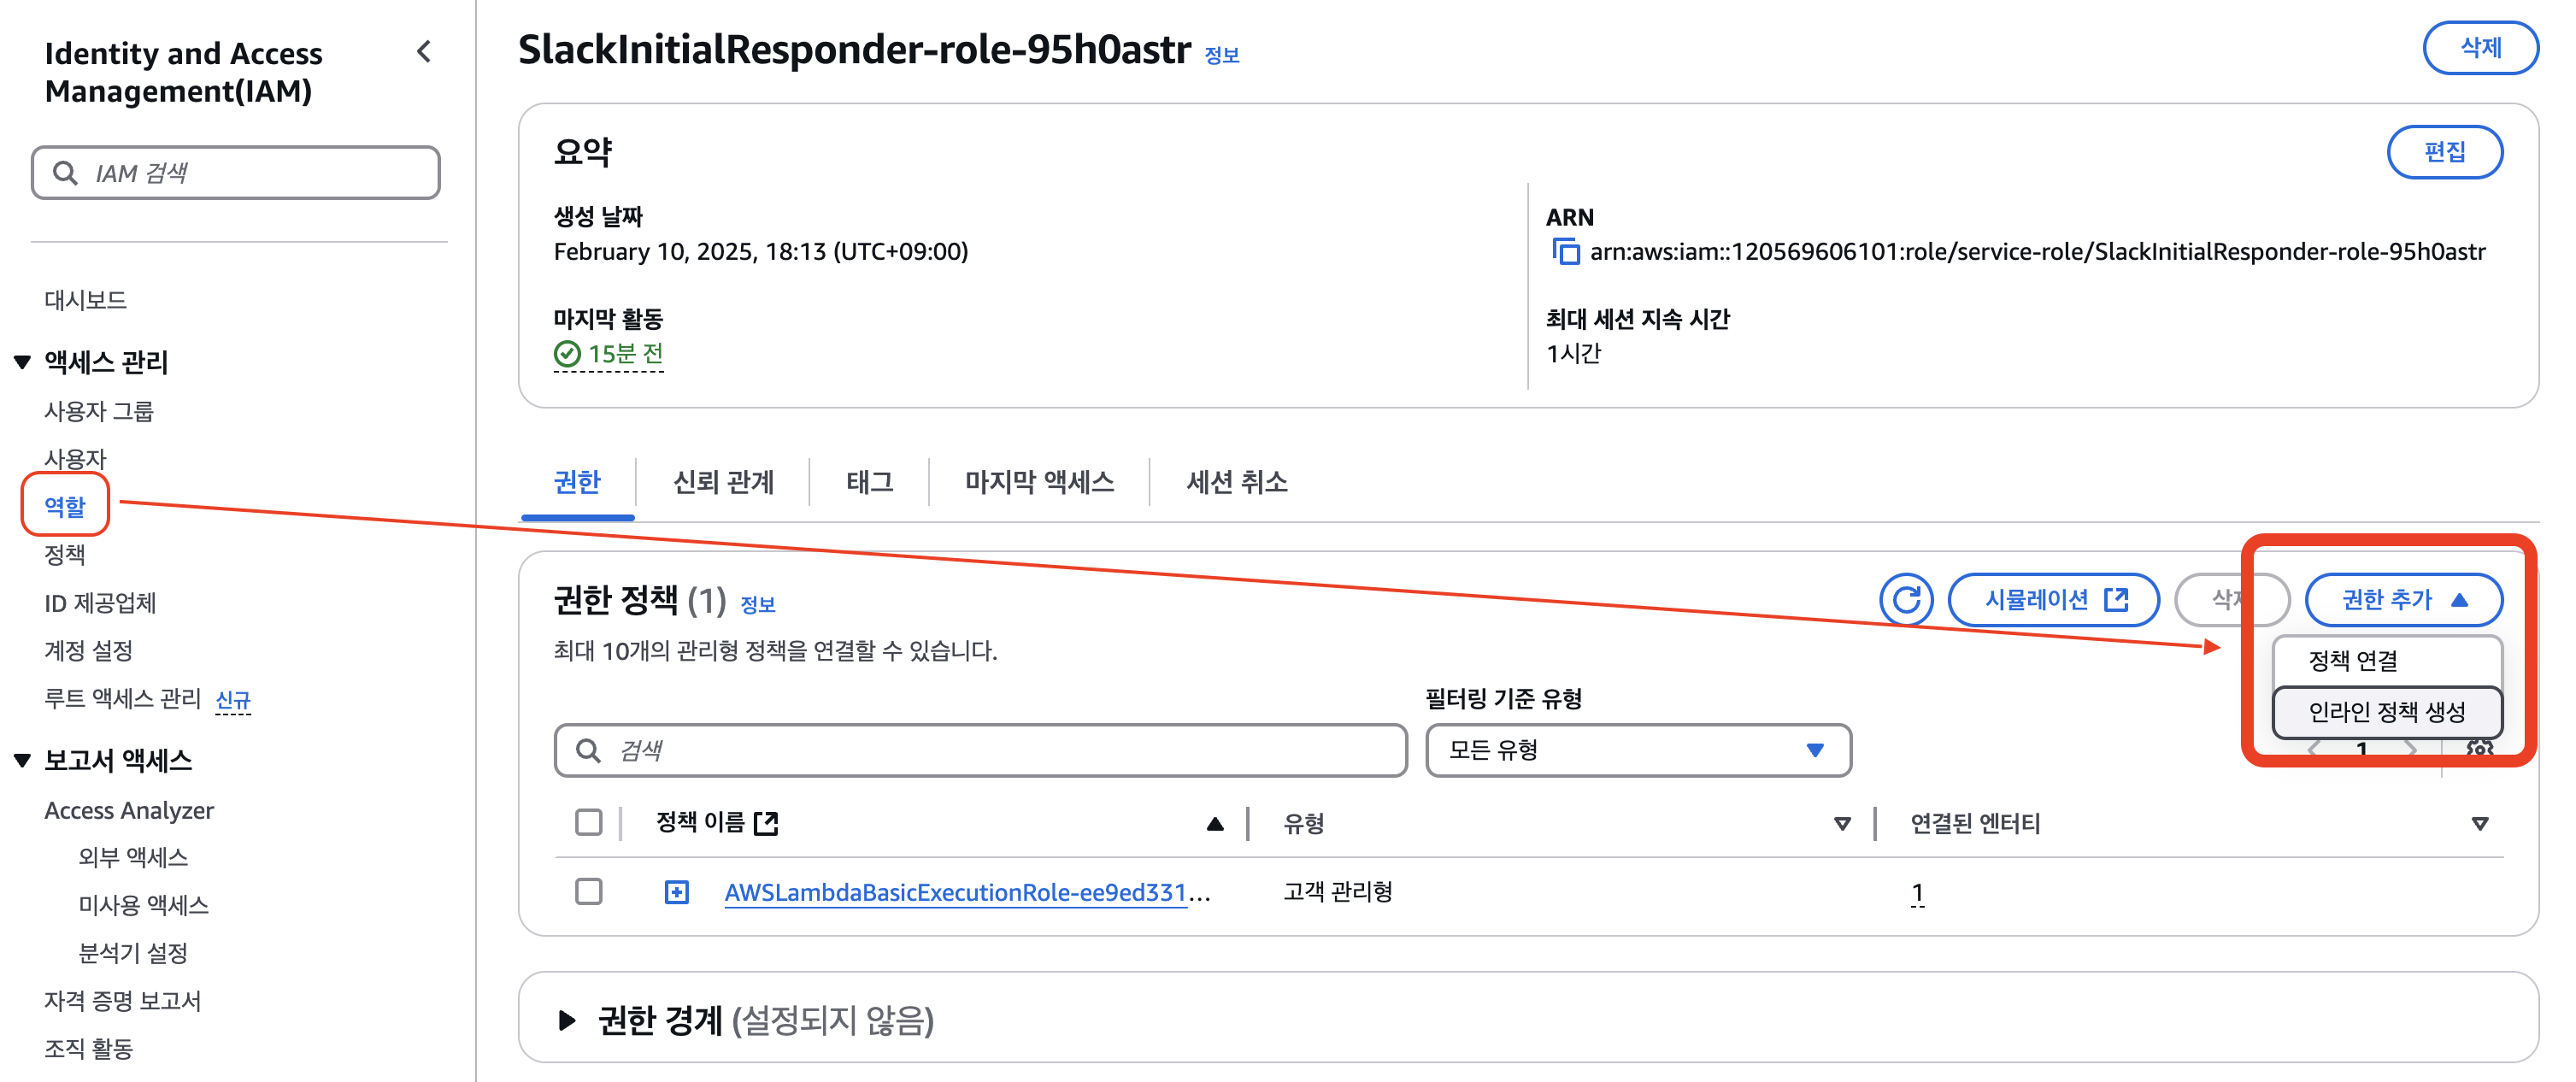 Identity and Access
Management(IAM)
IAM 검색
대시보드
액세스 관리
사용자 그룹
사용자
역할
정책
ID 제공업체
계정 설정
루트 액세스 관리 신규
보고서 액세스
Access Analyzer
외부 액세스
미사용 액세스
분석기 설정
자격 증명 보고서
조직 활동
SlackInitialResponder-role-95h0astr 정보
삭제
요약
편집
생성 날짜
February 10, 2025, 18:13 (UTC+09:00)
ARN
arn:aws:iam::120569606101:role/service-role/SlackInitialResponder-role-95h0astr
마지막 활동
15분 전
최대 세션 지속 시간
1시간
권한 신뢰 관계 태그 마지막 액세스 세션 취소
권한 정책 (1) 정보
시뮬레이션 삭제 권한 추가
최대 10개의 관리형 정책을 연결할 수 있습니다.
정책 연결
인라인 정책 생성
필터링 기준 유형
검색
모든 유형
1
정책 이름 유형 연결된 엔터티
AWSLambdaBasicExecutionRole-ee9ed331... 고객 관리형 1
권한 경계 (설정되지 않음)